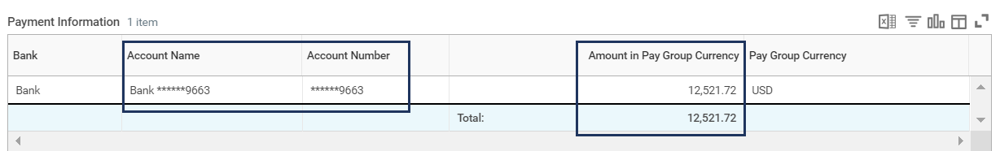 Payment Information 1 item
Bank Account Name Account Number Amount in Pay Group Currency Pay Group Currency
Bank Bank ******9663 ******9663 12,521.72 USD
Total: 12,521.72